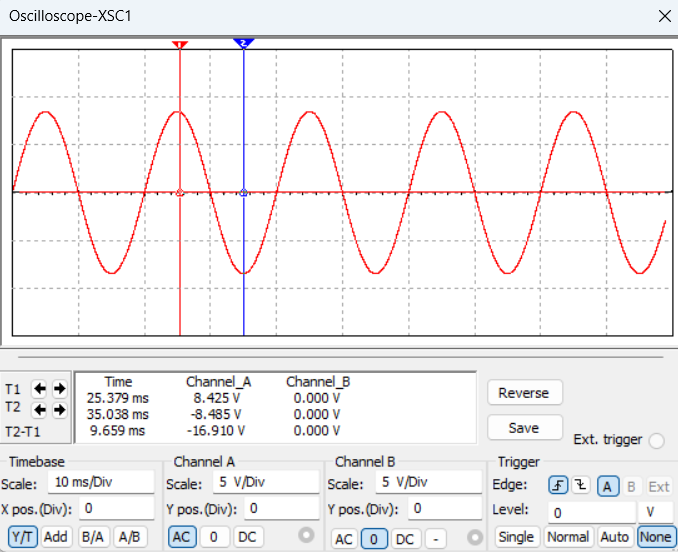 Oscilloscope-XSC1
1 2
Time Channel_A Channel_B
T1 25.379 ms 8.425 V 0.000 V
T2 35.038 ms -8.485 V 0.000 V
T2-T1 9.659 ms -16.910 V 0.000 V
Reverse
Save
Ext. trigger
Timebase
Scale: 10 ms/Div
X pos.(Div): 0
Y/T Add B/A A/B
Channel A
Scale: 5 V/Div
Y pos.(Div): 0
AC 0 DC
Channel B
Scale: 5 V/Div
Y pos.(Div): 0
AC 0 DC -
Trigger
Edge: A B Ext
Level: 0 V
Single Normal Auto None